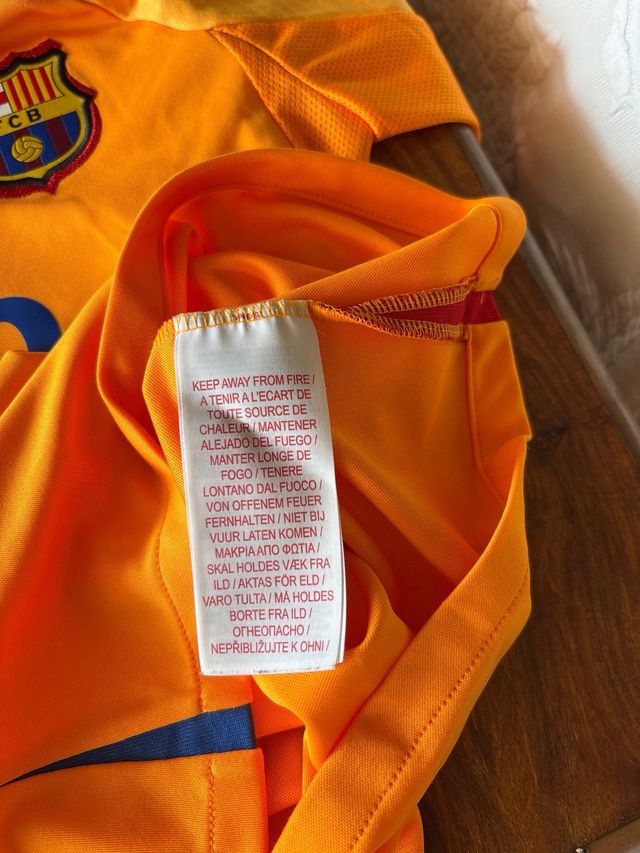 FCB
KEEP AWAY FROM FIRE /
A TENIR A L'ECART DE
TOUTE SOURCE DE
CHALEUR / MANTENER
ALEJADO DEL FUEGO /
MANTER LONGE DE
FOGO / TENERE
LONTANO DAL FUOCO /
VON OFFENEM FEUER
FERNHALTEN / NIET BIJ
VUUR LATEN KOMEN /
ΜΑΚΡΙΑ ΑΠΟ ΦΩΤΙΑ /
SKAL HOLDES VÆK FRA
ILD / AKTAS FÖR ELD /
VARO TULTA / MÅ HOLDES
BORTE FRA ILD /
ОГНЕОПАСНО /
NEPŘIBLIŽUJTE K OHNI /